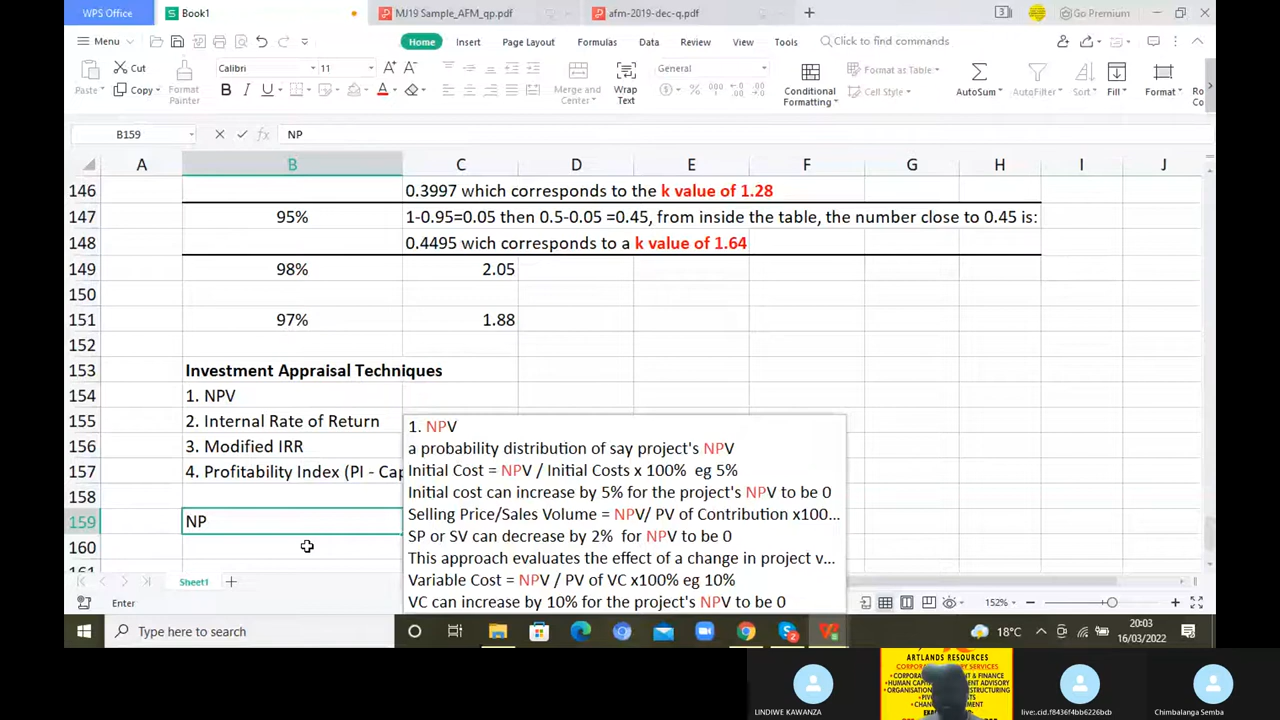 WPS Office
Book1
MJ19 Sample_AFM_qp.pdf
afm-2019-dec-q.pdf
3
Go Premium
Menu
Home
Insert
Page Layout
Formulas
Data
Review
View
Tools
Click to find commands
Paste
Cut
Copy
Format
Painter
Calibri
11
A+
A-
B
I
U
A
Merge and
Center
Wrap
Text
General
Conditional
Formatting
Format as Table
Cell Style
AutoSum
AutoFilter
Sort
Fill
Format
B159
fx
NP
A
B
C
D
E
F
G
H
I
J
146
0.3997 which corresponds to the k value of 1.28
147
95%
1-0.95=0.05 then 0.5-0.05 =0.45, from inside the table, the number close to 0.45 is:
148
0.4495 wich corresponds to a k value of 1.64
149
98%
2.05
150
151
97%
1.88
152
153
Investment Appraisal Techniques
154
1. NPV
155
2. Internal Rate of Return
156
3. Modified IRR
157
4. Profitability Index (PI - Cap
158
159
NP
160
1. NPV
a probability distribution of say project's NPV
Initial Cost = NPV / Initial Costs x 100% eg 5%
Initial cost can increase by 5% for the project's NPV to be 0
Selling Price/Sales Volume = NPV/ PV of Contribution x100...
SP or SV can decrease by 2% for NPV to be 0
This approach evaluates the effect of a change in project v...
Variable Cost = NPV / PV of VC x100% eg 10%
VC can increase by 10% for the project's NPV to be 0
Sheet1
Enter
152%
Type here to search
18°C
20:03
16/03/2022
ARTLANDS RESOURCES
LINDIWE KAWANZA
live:.cid.f8436f4bb6226bcb
Chimbalanga Semba